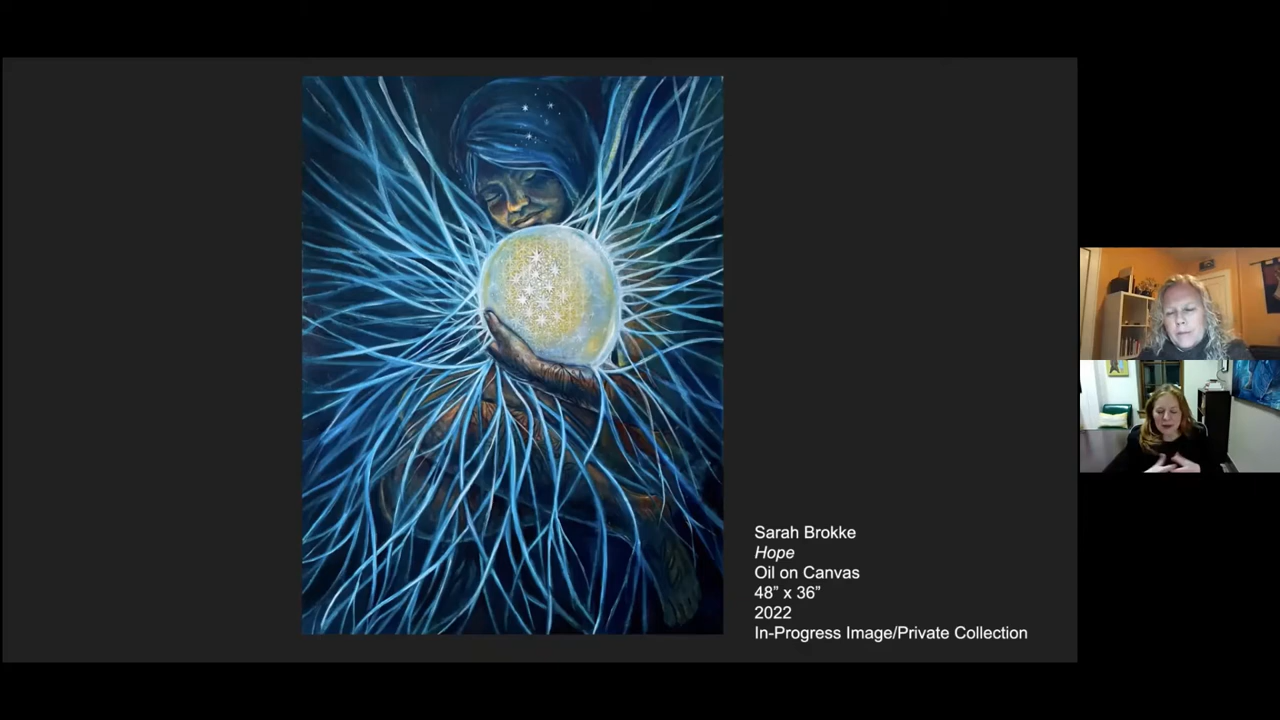 Sarah Brokke
Hope
Oil on Canvas
48” x 36”
2022
In-Progress Image/Private Collection